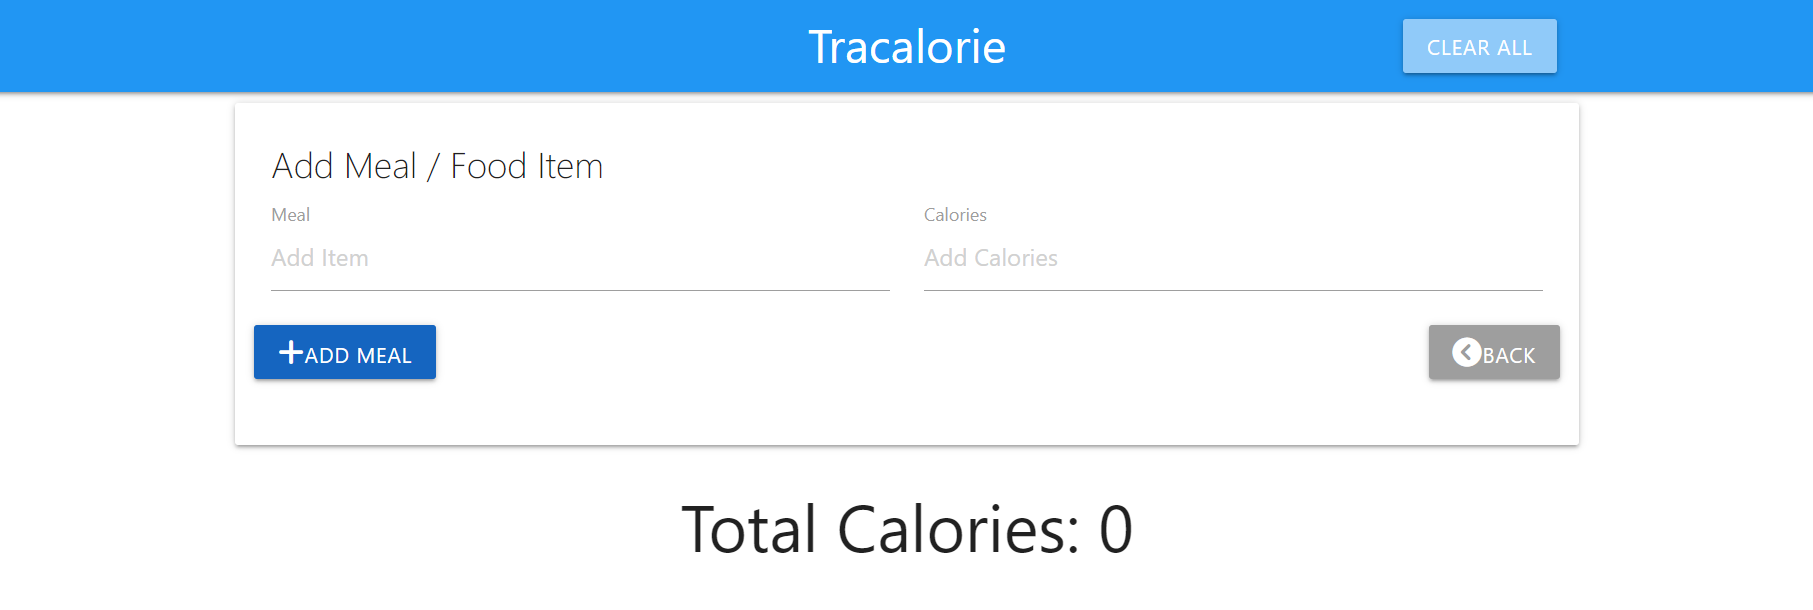 Tracalorie
CLEAR ALL
Add Meal / Food Item
Meal
Calories
Add Item
Add Calories
ADD MEAL
BACK
Total Calories: 0